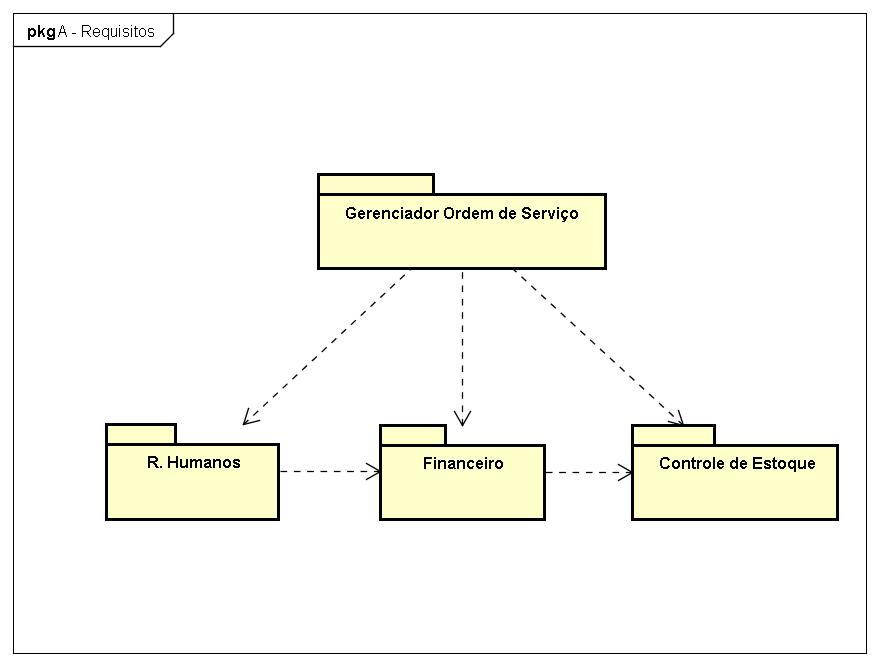 pkg A - Requisitos
Gerenciador Ordem de Serviço
R. Humanos
Financeiro
Controle de Estoque